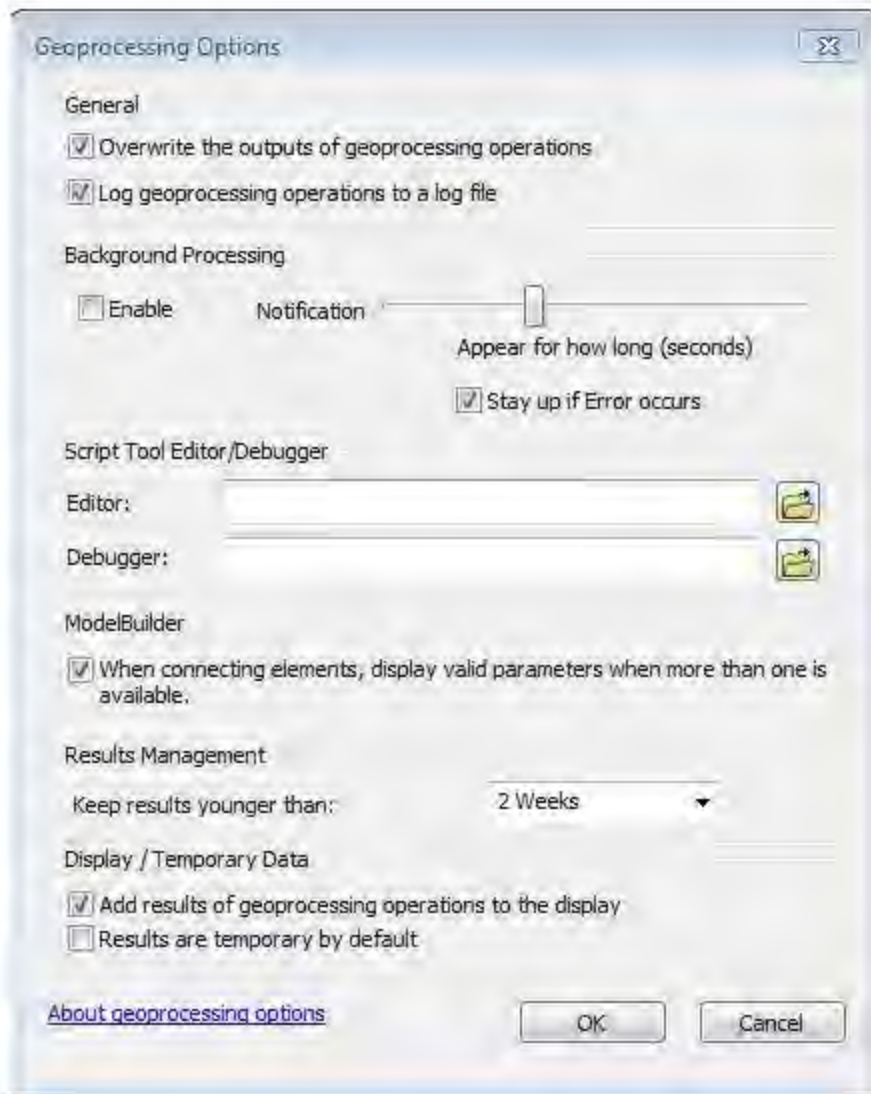 Geoprocessing Options
General
Overwrite the outputs of geoprocessing operations
Log geoprocessing operations to a log file
Background Processing
Enable Notification
Appear for how long (seconds)
Stay up if Error occurs
Script Tool Editor/Debugger
Editor:
Debugger:
ModelBuilder
When connecting elements, display valid parameters when more than one is
available.
Results Management
Keep results younger than: 2 Weeks
Display / Temporary Data
Add results of geoprocessing operations to the display
Results are temporary by default
About geoprocessing options OK Cancel